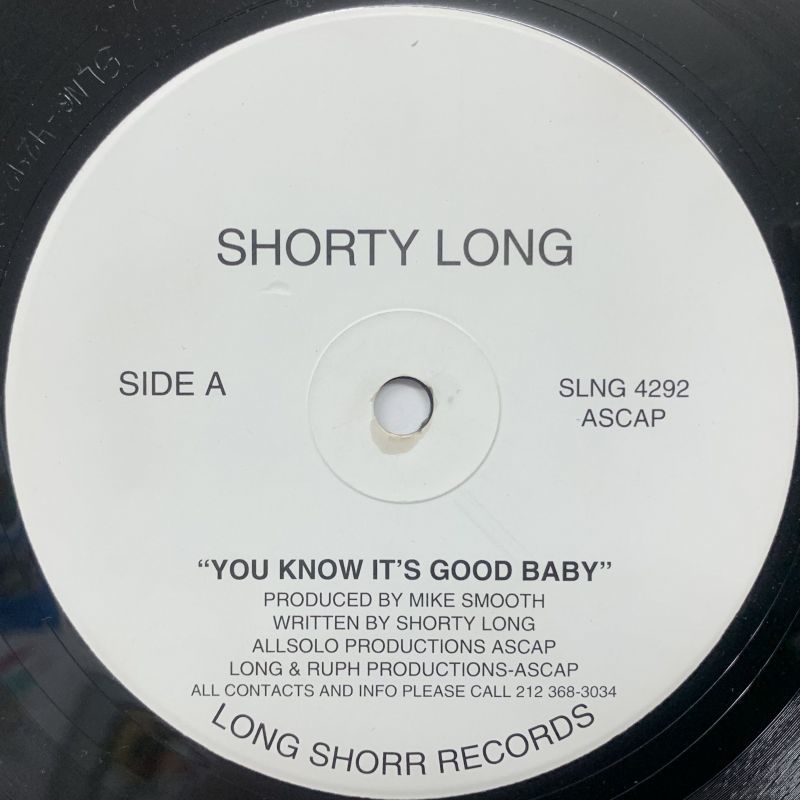 SHORTY LONG
SIDE A
SLNG 4292
ASCAP
“YOU KNOW IT'S GOOD BABY”
PRODUCED BY MIKE SMOOTH
WRITTEN BY SHORTY LONG
ALLSOLO PRODUCTIONS ASCAP
LONG & RUPH PRODUCTIONS-ASCAP
ALL CONTACTS AND INFO PLEASE CALL 212 368-3034
LONG SHORR RECORDS